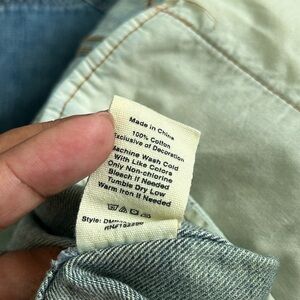 Made in China
100% Cotton
Exclusive of Decoration
Machine Wash Cold
With Like Colors
Only Non-chlorine
Bleach if Needed
Tumble Dry Low
Warm Iron if Needed
Style: